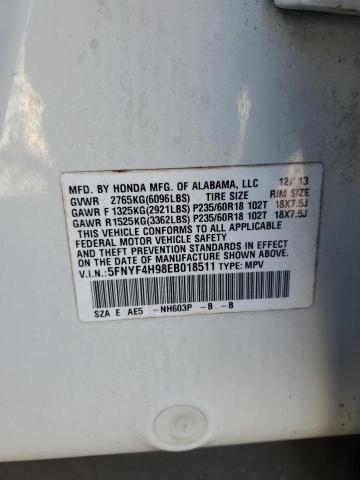 MFD. BY HONDA MFG. OF ALABAMA, LLC 12/13
GVWR 2765KG(6096LBS) TIRE SIZE RIM SIZE
GAWR F 1325KG(2921LBS) P235/60R18 102T 18X7.5J
GAWR R1525KG(3362LBS) P235/60R18 102T 18X7.5J
THIS VEHICLE CONFORMS TO ALL APPLICABLE
FEDERAL MOTOR VEHICLE SAFETY, BUMPER,
AND THEFT PREVENTION STANDARDS IN EFFECT ON
THE DATE OF MANUFACTURE SHOWN ABOVE.
V.I.N.: 5FNYF4H98EB018511 TYPE: MPV
SZA E AE5 -NH603P -B -B